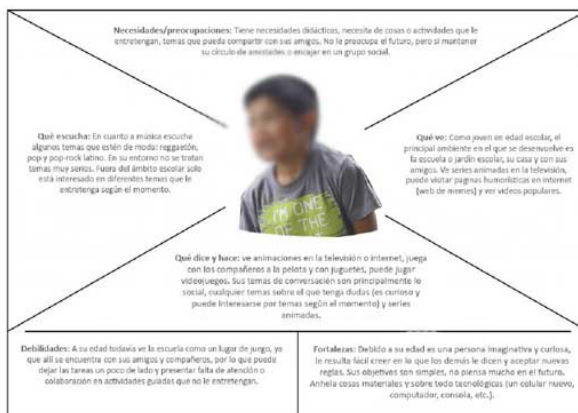 Necesidades/preocupaciones: Tiene necesidades didácticas, necesita de cosas o actividades que le
entretengan, temas que pueda compartir con sus amigos. No le preocupa el futuro, pero si mantener
su círculo de amistades o encajar en un grupo social.
Qué escucha: En cuanto a música escucha
algunos temas que estén de moda: reggaetón,
pop y pop-rock latino. En su entorno no se tratan
temas muy serios. Fuera del ámbito escolar solo
está interesado en diferentes temas que le
entretenga según el momento.
Qué ve: Como joven en edad escolar, el
principal ambiente en el que se desenvuelve es
la escuela o jardín escolar, su casa y con sus
amigos. Ve series animadas en la televisión,
puede visitar paginas humorísticas en internet
(web de memes) y ver videos populares.
I'M ONE
OF THE
Qué dice y hace: ve animaciones en la televisión o internet, juega
con los compañeros a la pelota y con juguetes, puede jugar
videojuegos. Sus temas de conversación son principalmente lo
social, cualquier temas sobre el que tenga dudas (es curioso y
puede interesarse por temas según el momento) y series
animadas.
Debilidades: A su edad todavía ve la escuela como un lugar de juego, ya
que allí se encuentra con sus amigos y compañeros, por lo que puede
dejar las tareas un poco de lado y presentar falta de atención o
colaboración en actividades guiadas que no le entretengan.
Fortalezas: Debido a su edad es una persona imaginativa y curiosa,
le resulta fácil creer en la que los demás le dicen y aceptar nuevas
reglas. Sus objetivos son simples, no piensa mucho en el futuro.
Anhela cosas materiales y sobre todo tecnológicas (un celular nuevo,
computador, consola, etc.).